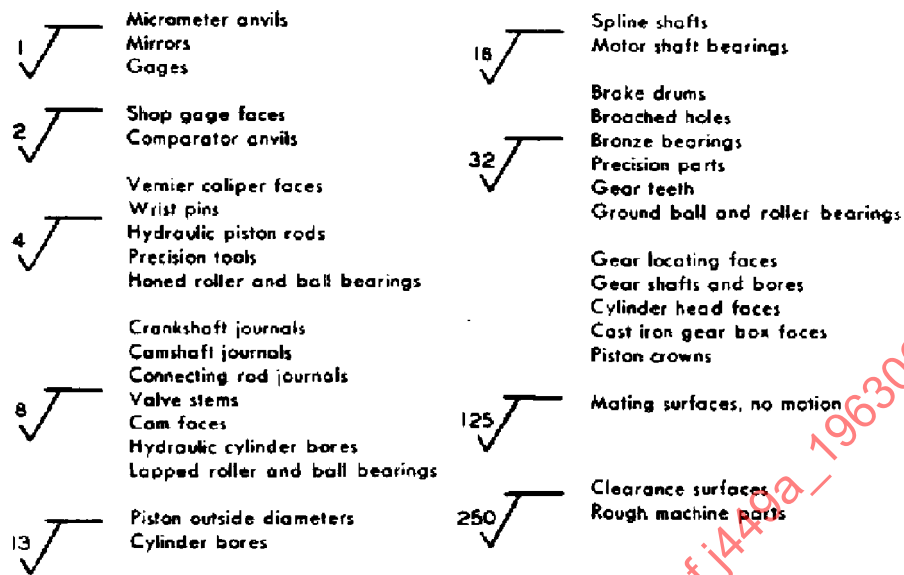 1
Micrometer anvils
Mirrors
Gages
2
Shop gage faces
Comparator anvils
4
Vernier caliper faces
Wrist pins
Hydraulic piston rods
Precision tools
Honed roller and ball bearings
8
Crankshaft journals
Camshaft journals
Connecting rod journals
Valve stems
Cam faces
Hydraulic cylinder bores
Lapped roller and ball bearings
13
Piston outside diameters
Cylinder bores
18
Spline shafts
Motor shaft bearings
32
Brake drums
Broached holes
Bronze bearings
Precision parts
Gear teeth
Ground ball and roller bearings
Gear locating faces
Gear shafts and bores
Cylinder head faces
Cast iron gear box faces
Piston crowns
125
Mating surfaces, no motion
250
Clearance surfaces
Rough machine parts
f j449a_19630